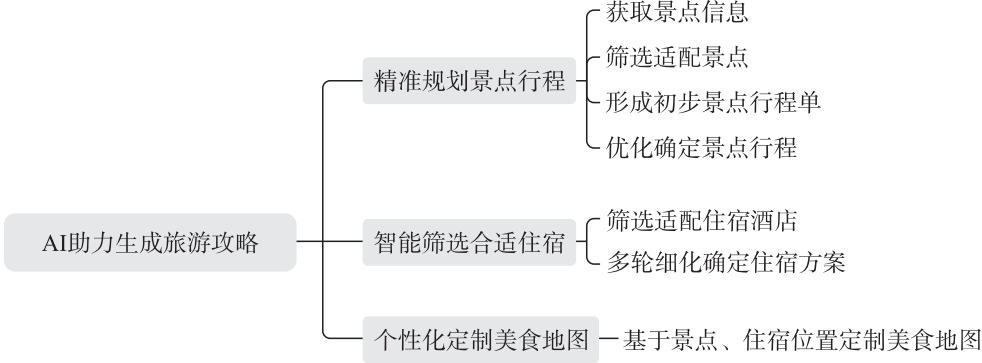 AI助力生成旅游攻略
精准规划景点行程
获取景点信息
筛选适配景点
形成初步景点行程单
优化确定景点行程
智能筛选合适住宿
筛选适配住宿酒店
多轮细化确定住宿方案
个性化定制美食地图
基于景点、住宿位置定制美食地图